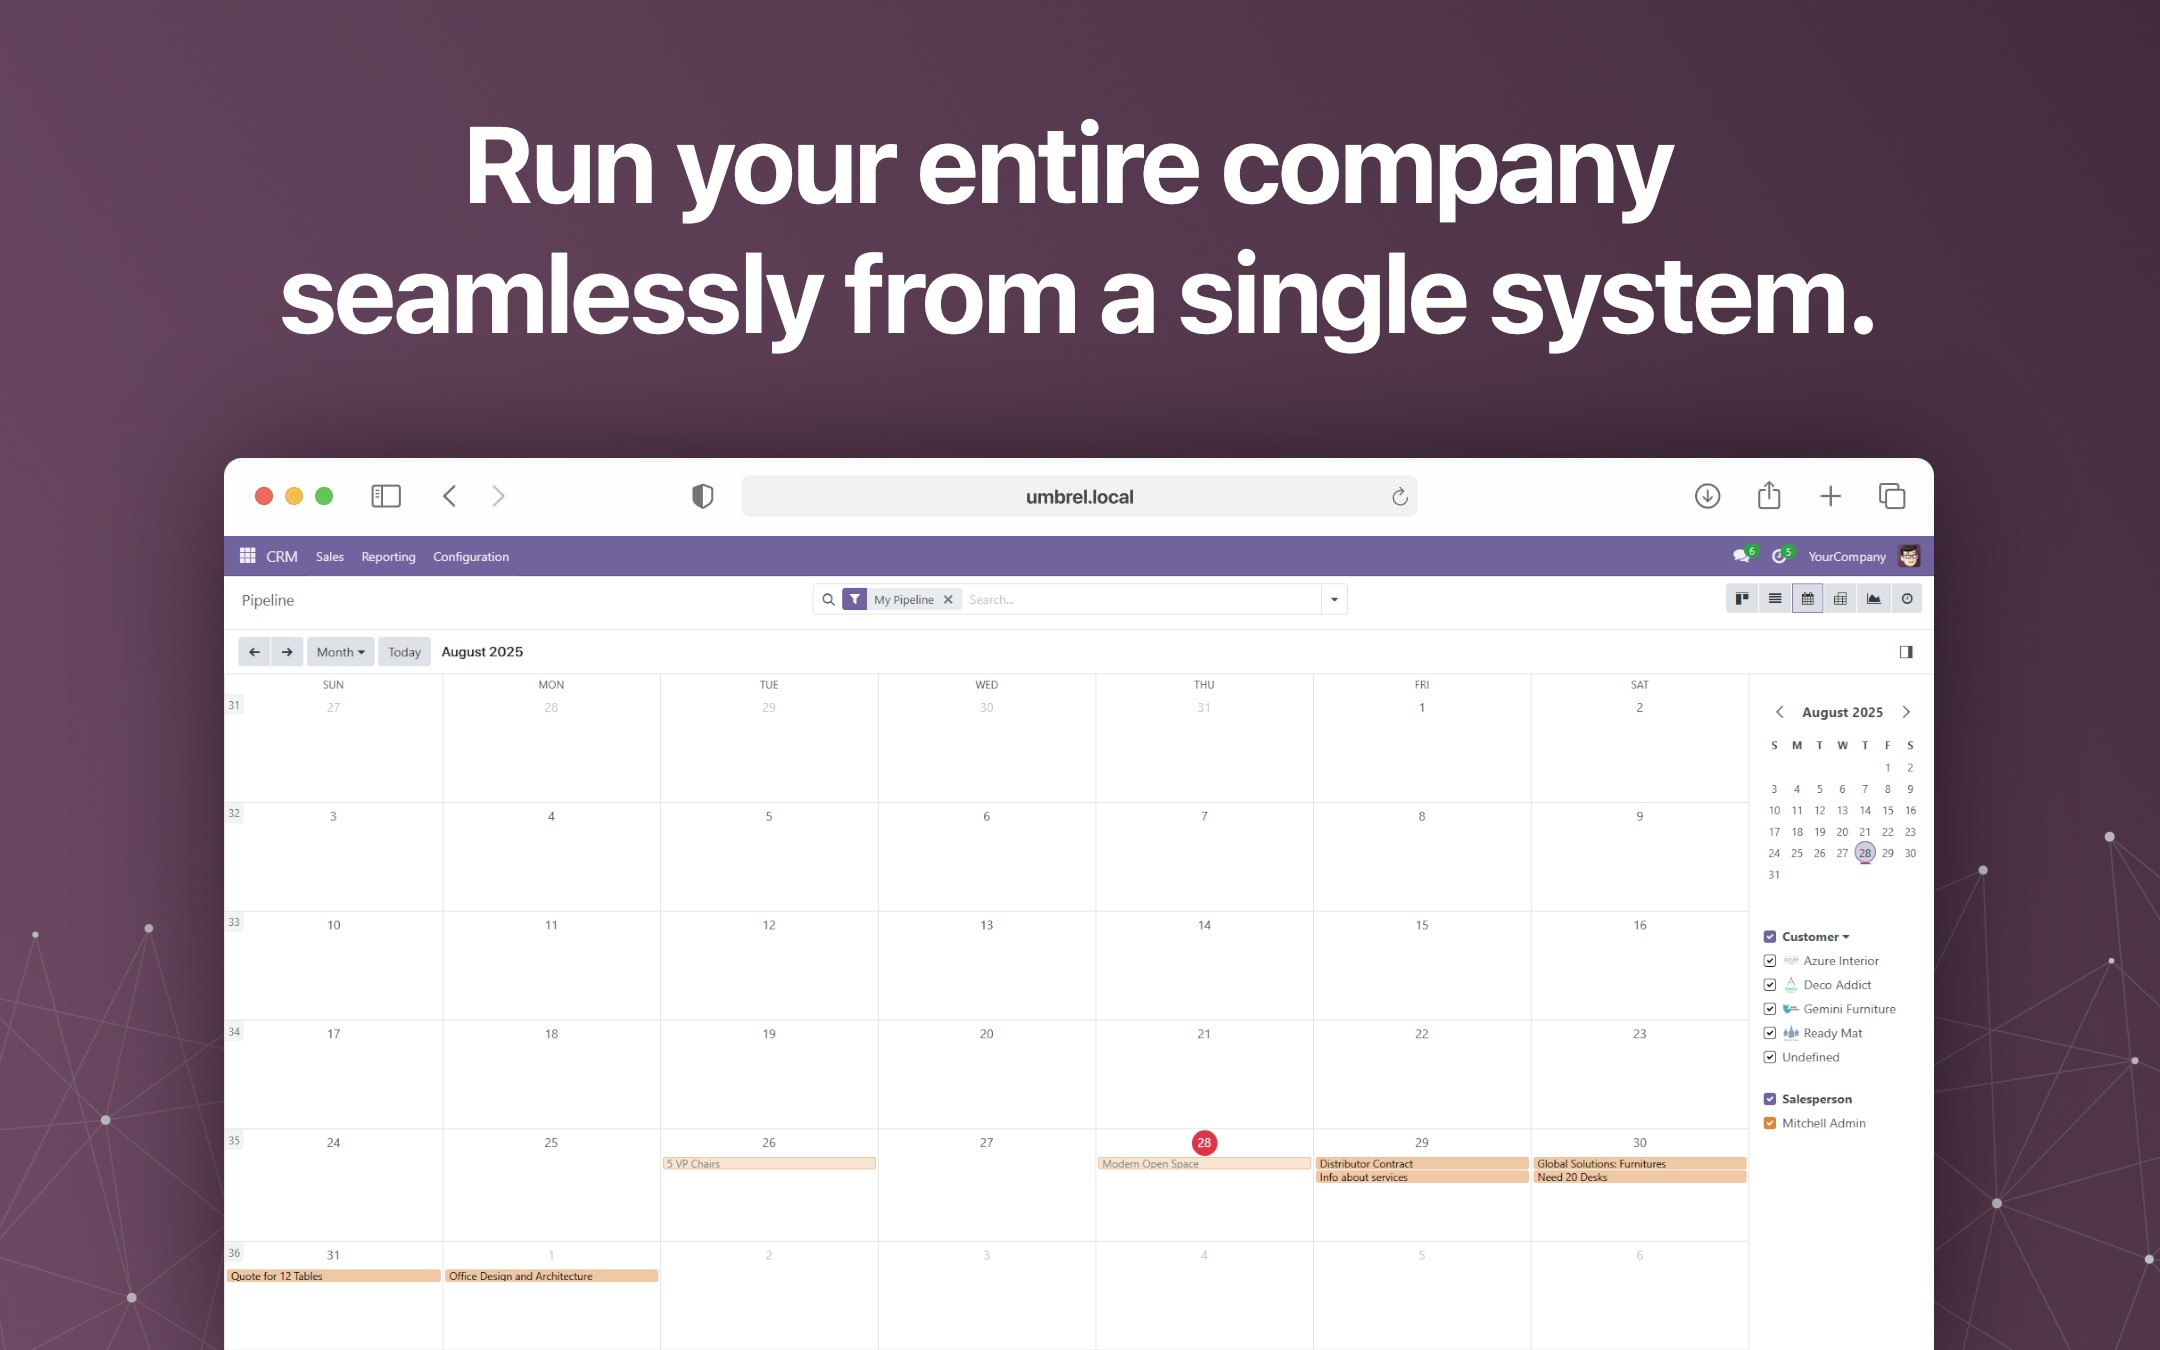 Run your entire company
seamlessly from a single system.
umbrel.local
CRM Sales Reporting Configuration 6 5 YourCompany
Pipeline My Pipeline Search...
Month Today August 2025
SUN MON TUE WED THU FRI SAT
31 27 28 29 30 31 1 2
32 3 4 5 6 7 8 9
33 10 11 12 13 14 15 16
34 17 18 19 20 21 22 23
35 24 25 26 27 28 29 30
5 VP Chairs Modern Open Space Distributor Contract Global Solutions: Furnitures
Info about services Need 20 Desks
36 31 1 2 3 4 5 6
Quote for 12 Tables Office Design and Architecture
August 2025
S M T W T F S
1 2
3 4 5 6 7 8 9
10 11 12 13 14 15 16
17 18 19 20 21 22 23
24 25 26 27 28 29 30
31
Customer
Azure Interior
Deco Addict
Gemini Furniture
Ready Mat
Undefined
Salesperson
Mitchell Admin